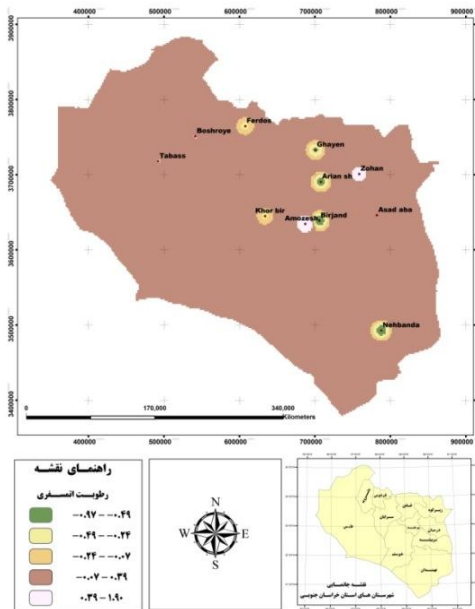 400000 500000 600000 700000 800000 900000
3900000
3800000
3700000
3600000
3500000
3400000
Ferdos
Boshroye
Ghayen
Tabass
Zohan
Arian sh
Khor bir
Amozesh
Birjand
Asad aba
Nehbanda
0 170,000 340,000
Kilometers
400000 500000 600000 700000 800000 900000
راهنمای نقشه
رطوبت اتمسفری
-۰.۹۷ -۰.۴۹
-۰.۴۹ -۰.۲۴
-۰.۲۴ -۰.۰۷
-۰.۰۷ -۰.۳۹
۰.۳۹ -۱.۹۰
N
W E
S
نقشه جانمایی
شهرستان های استان خراسان جنوبی